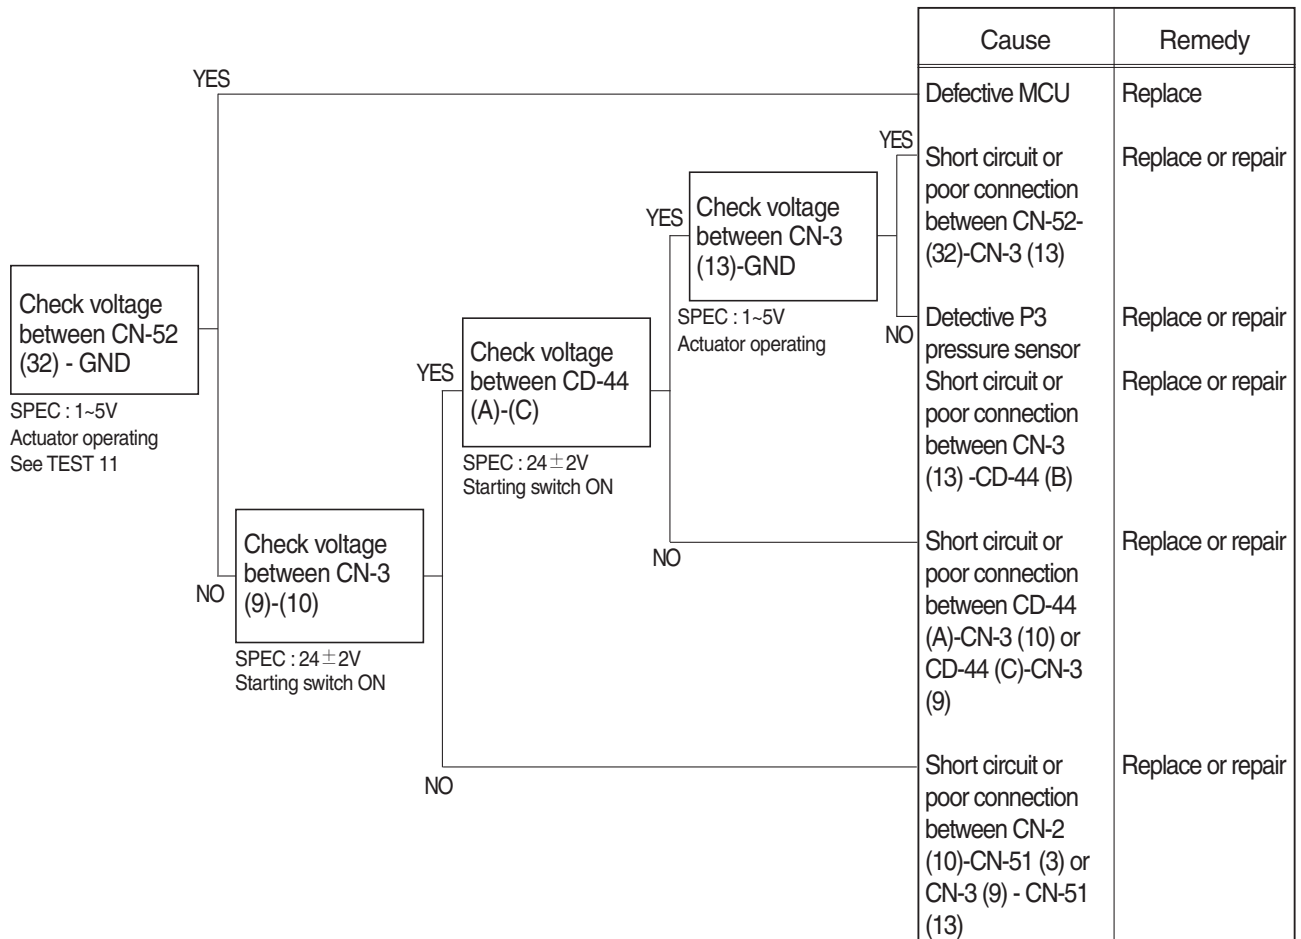 Cause
Remedy
YES
Defective MCU
Replace
YES
Short circuit or
poor connection
between CN-52-
(32)-CN-3 (13)
Replace or repair
YES
Check voltage
between CN-3
(13)-GND
SPEC : 1~5V
Actuator operating
NO
Detective P3
pressure sensor
Replace or repair
Short circuit or
poor connection
between CN-3
(13) -CD-44 (B)
Replace or repair
Check voltage
between CN-52
(32) - GND
SPEC : 1~5V
Actuator operating
See TEST 11
YES
Check voltage
between CD-44
(A)-(C)
SPEC : 24±2V
Starting switch ON
NO
Short circuit or
poor connection
between CD-44
(A)-CN-3 (10) or
CD-44 (C)-CN-3
(9)
Replace or repair
NO
Check voltage
between CN-3
(9)-(10)
SPEC : 24±2V
Starting switch ON
NO
Short circuit or
poor connection
between CN-2
(10)-CN-51 (3) or
CN-3 (9) - CN-51
(13)
Replace or repair